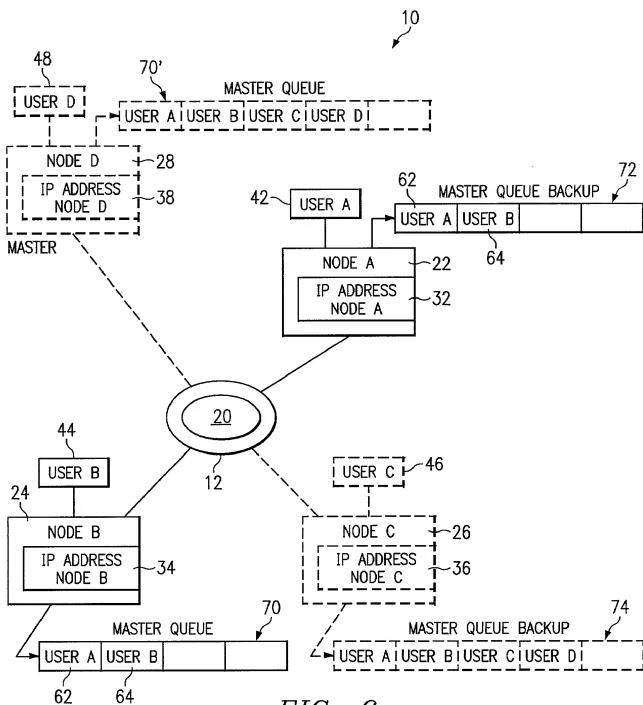 10
48
70'
MASTER QUEUE
USER D
USER A USER B USER C USER D
NODE D
28
IP ADDRESS
NODE D
38
MASTER
72
62
MASTER QUEUE BACKUP
42
USER A
USER A USER B
64
NODE A
22
IP ADDRESS
NODE A
32
20
12
44
USER B
USER C
46
24
NODE B
IP ADDRESS
NODE B
34
NODE C
26
IP ADDRESS
NODE C
36
MASTER QUEUE
70
USER A USER B
62
64
MASTER QUEUE BACKUP
74
USER A USER B USER C USER D